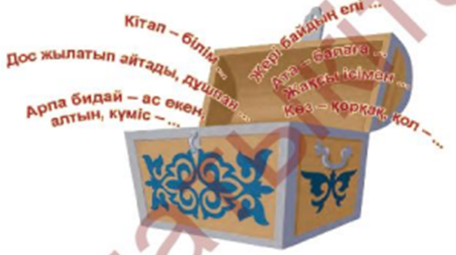 Кітап – білім ...
Дос жылатып айтады, дұшпан ...
Арпа бидай – ас екен,
алтын, күміс – ...
Жері байдың елі ...
Ата – балаға ...
Жақсы ісімен ...
Көз – қорқақ, қол – ...